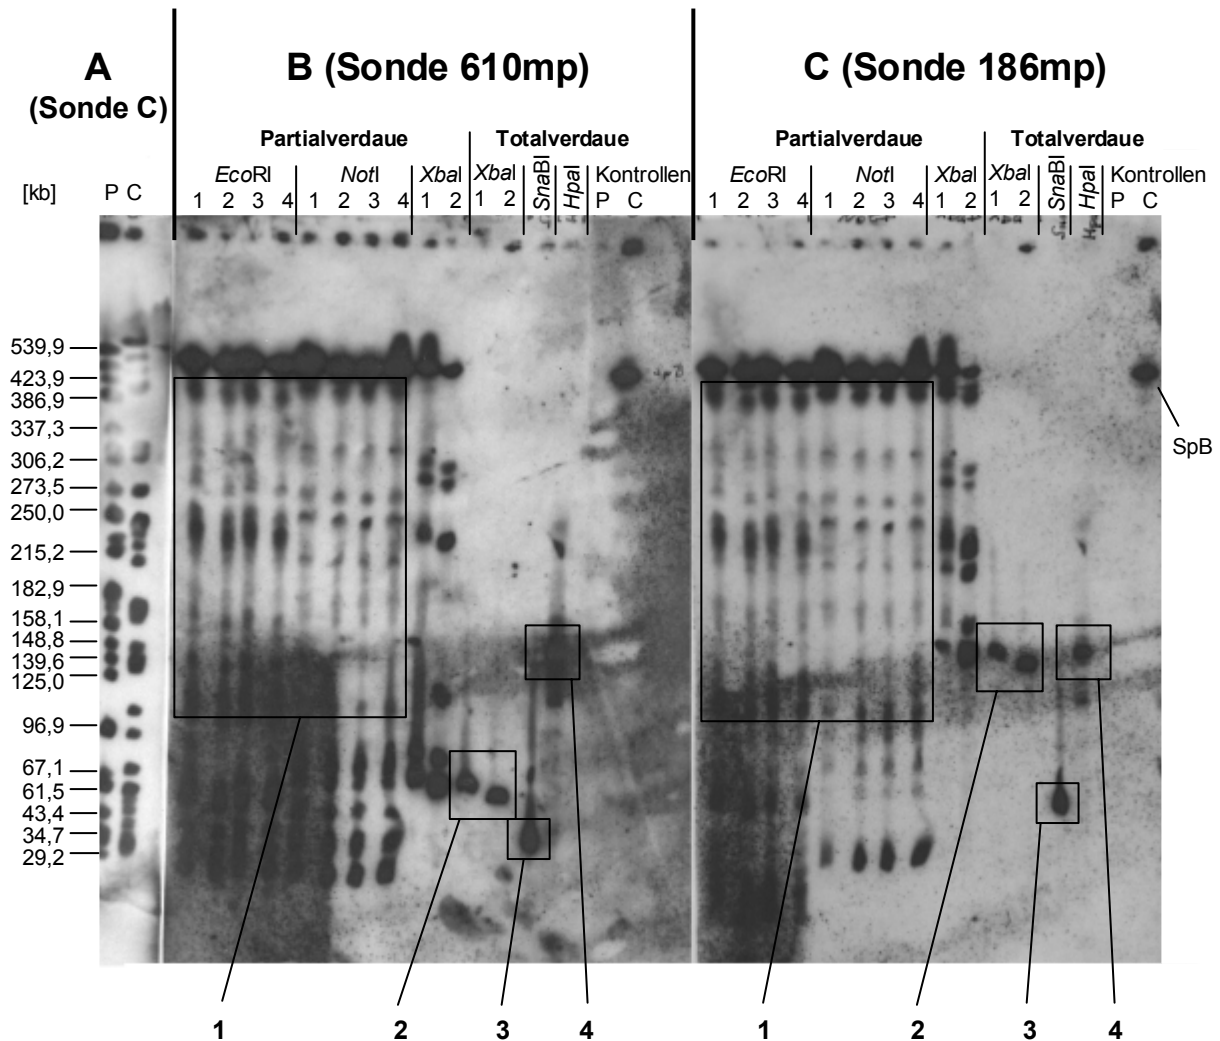 A
(Sonde C)
B (Sonde 610mp)
C (Sonde 186mp)
Partialverdaue Totalverdaue
Partialverdaue Totalverdaue
[kb] P C
EcoRI NotI XbaI XbaI SnaBI HpaI Kontrollen
1 2 3 4 1 2 3 4 1 2 1 2 P C
EcoRI NotI XbaI XbaI SnaBI HpaI Kontrollen
1 2 3 4 1 2 3 4 1 2 1 2 P C
539,9
423,9
386,9
337,3
306,2
273,5
250,0
215,2
182,9
158,1
148,8
139,6
125,0
96,9
67,1
61,5
43,4
34,7
29,2
SpB
1 2 3 4
1 2 3 4